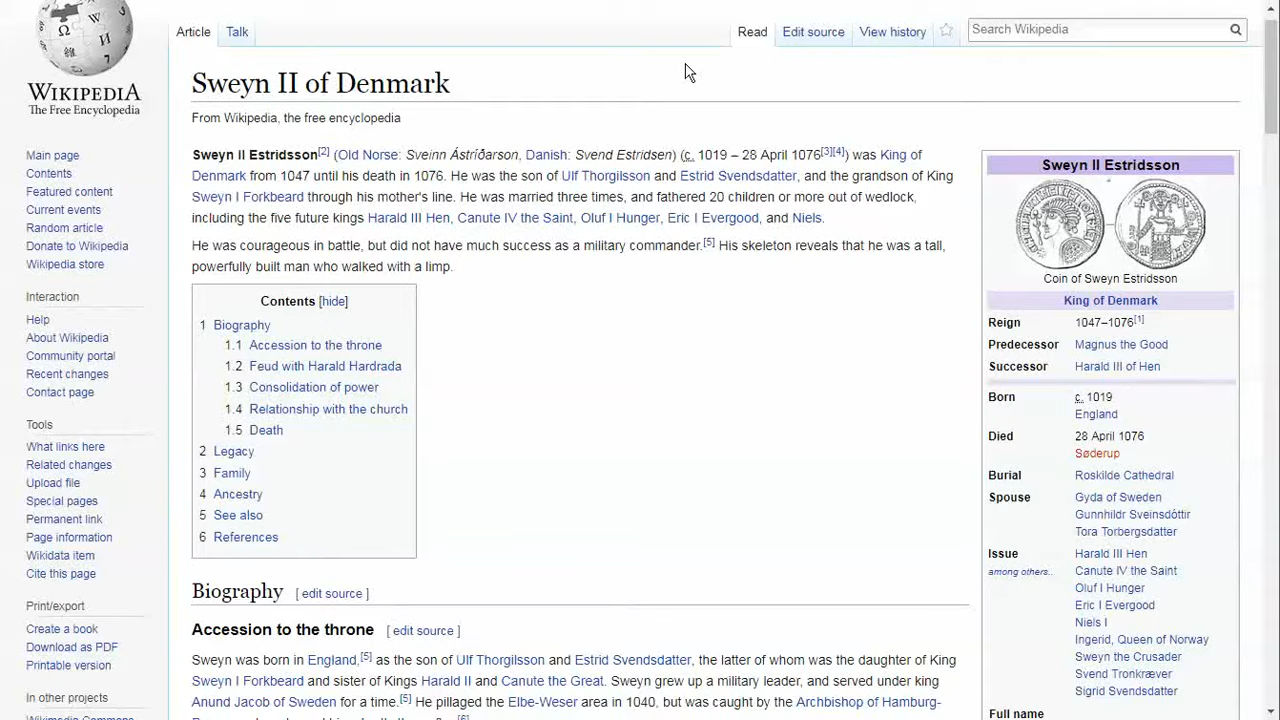 Article
Talk
Read
Edit source
View history
Search Wikipedia
WIKIPEDIA
The Free Encyclopedia
Main page
Contents
Featured content
Current events
Random article
Donate to Wikipedia
Wikipedia store
Interaction
Help
About Wikipedia
Community portal
Recent changes
Contact page
Tools
What links here
Related changes
Upload file
Special pages
Permanent link
Page information
Wikidata item
Cite this page
Print/export
Create a book
Download as PDF
Printable version
In other projects
Wikimedia Commons
Sweyn II of Denmark
From Wikipedia, the free encyclopedia
Sweyn II Estridsson[2] (Old Norse: Sveinn Ástríðarson, Danish: Svend Estridsen) (c. 1019 – 28 April 1076[3][4]) was King of
Denmark from 1047 until his death in 1076. He was the son of Ulf Thorgilsson and Estrid Svendsdatter, and the grandson of King
Sweyn I Forkbeard through his mother's line. He was married three times, and fathered 20 children or more out of wedlock,
including the five future kings Harald III Hen, Canute IV the Saint, Oluf I Hunger, Eric I Evergood, and Niels.
He was courageous in battle, but did not have much success as a military commander.[5] His skeleton reveals that he was a tall,
powerfully built man who walked with a limp.
Contents [hide]
1 Biography
1.1 Accession to the throne
1.2 Feud with Harald Hardrada
1.3 Consolidation of power
1.4 Relationship with the church
1.5 Death
2 Legacy
3 Family
4 Ancestry
5 See also
6 References
Biography [ edit source ]
Accession to the throne [ edit source ]
Sweyn was born in England,[5] as the son of Ulf Thorgilsson and Estrid Svendsdatter, the latter of whom was the daughter of King
Sweyn I Forkbeard and sister of Kings Harald II and Canute the Great. Sweyn grew up a military leader, and served under king
Anund Jacob of Sweden for a time.[5] He pillaged the Elbe-Weser area in 1040, but was caught by the Archbishop of Hamburg-
[6]
Sweyn II Estridsson
Coin of Sweyn Estridsson
King of Denmark
Reign 1047–1076[1]
Predecessor Magnus the Good
Successor Harald III of Hen
Born c. 1019
England
Died 28 April 1076
Søderup
Burial Roskilde Cathedral
Spouse Gyda of Sweden
Gunnhildr Sveinsdóttir
Tora Torbergsdatter
Issue Harald III Hen
among others.. Canute IV the Saint
Oluf I Hunger
Eric I Evergood
Niels I
Ingerid, Queen of Norway
Sweyn the Crusader
Svend Tronkræver
Sigrid Svendsdatter
Full name